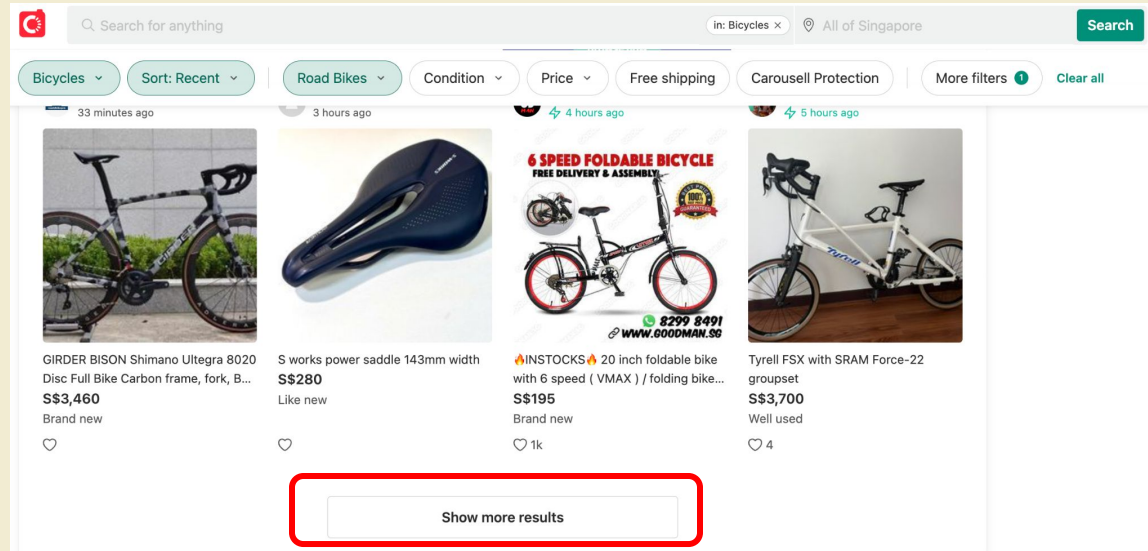 Search for anything
in: Bicycles ×
All of Singapore
Search
Bicycles
Sort: Recent
Road Bikes
Condition
Price
Free shipping
Carousell Protection
More filters 1
Clear all
33 minutes ago
3 hours ago
4 hours ago
5 hours ago
6 SPEED FOLDABLE BICYCLE
FREE DELIVERY & ASSEMBLY
BEST PRICE
100%
GUARANTEED
8299 8491
WWW.GOODMAN.SG
Tyrell
GIRDER BISON Shimano Ultegra 8020
Disc Full Bike Carbon frame, fork, B...
S$3,460
Brand new
S works power saddle 143mm width
S$280
Like new
🔥INSTOCKS🔥 20 inch foldable bike
with 6 speed ( VMAX ) / folding bike...
S$195
Brand new
1k
Tyrell FSX with SRAM Force-22
groupset
S$3,700
Well used
4
Show more results